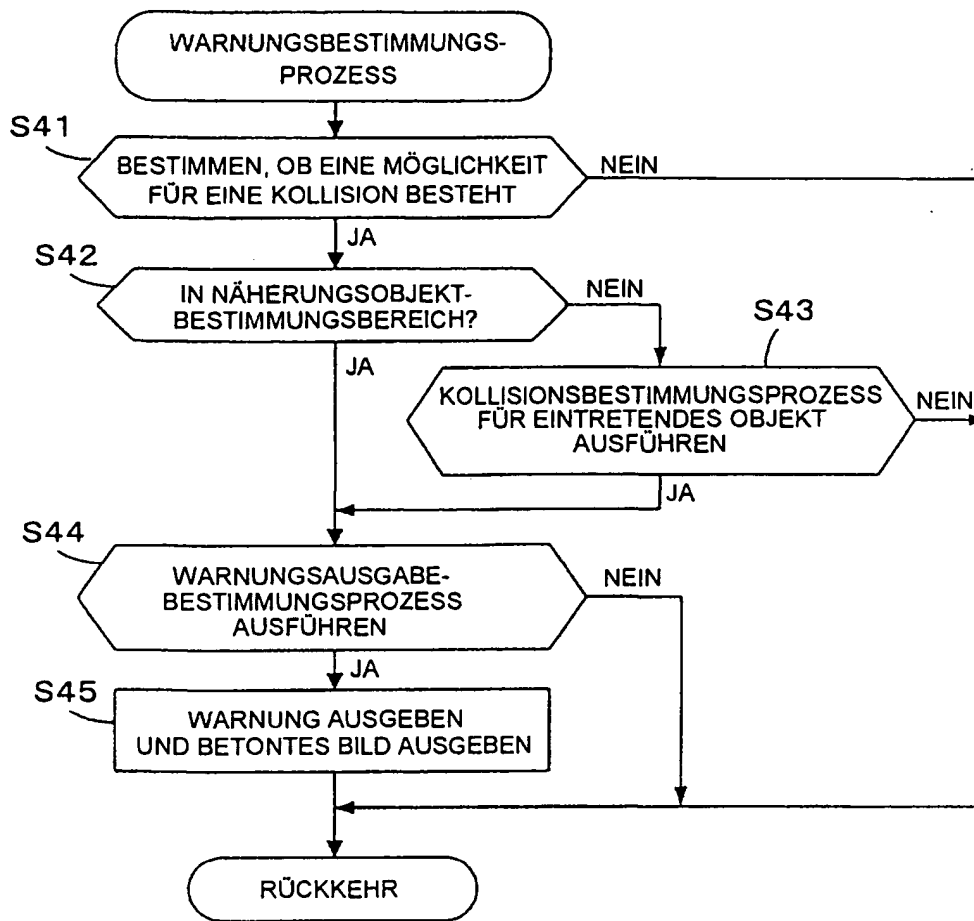 WARNUNGSBESTIMMUNGS-
PROZESS
S41
BESTIMMEN, OB EINE MÖGLICHKEIT
FÜR EINE KOLLISION BESTEHT
NEIN
JA
S42
IN NÄHERUNGSOBJEKT-
BESTIMMUNGSBEREICH?
NEIN
JA
S43
KOLLISIONSBESTIMMUNGSPROZESS
FÜR EINTRETENDES OBJEKT
AUSFÜHREN
NEIN
JA
S44
WARNUNGSAUSGABE-
BESTIMMUNGSPROZESS
AUSFÜHREN
NEIN
JA
S45
WARNUNG AUSGEBEN
UND BETONTES BILD AUSGEBEN
RÜCKKEHR